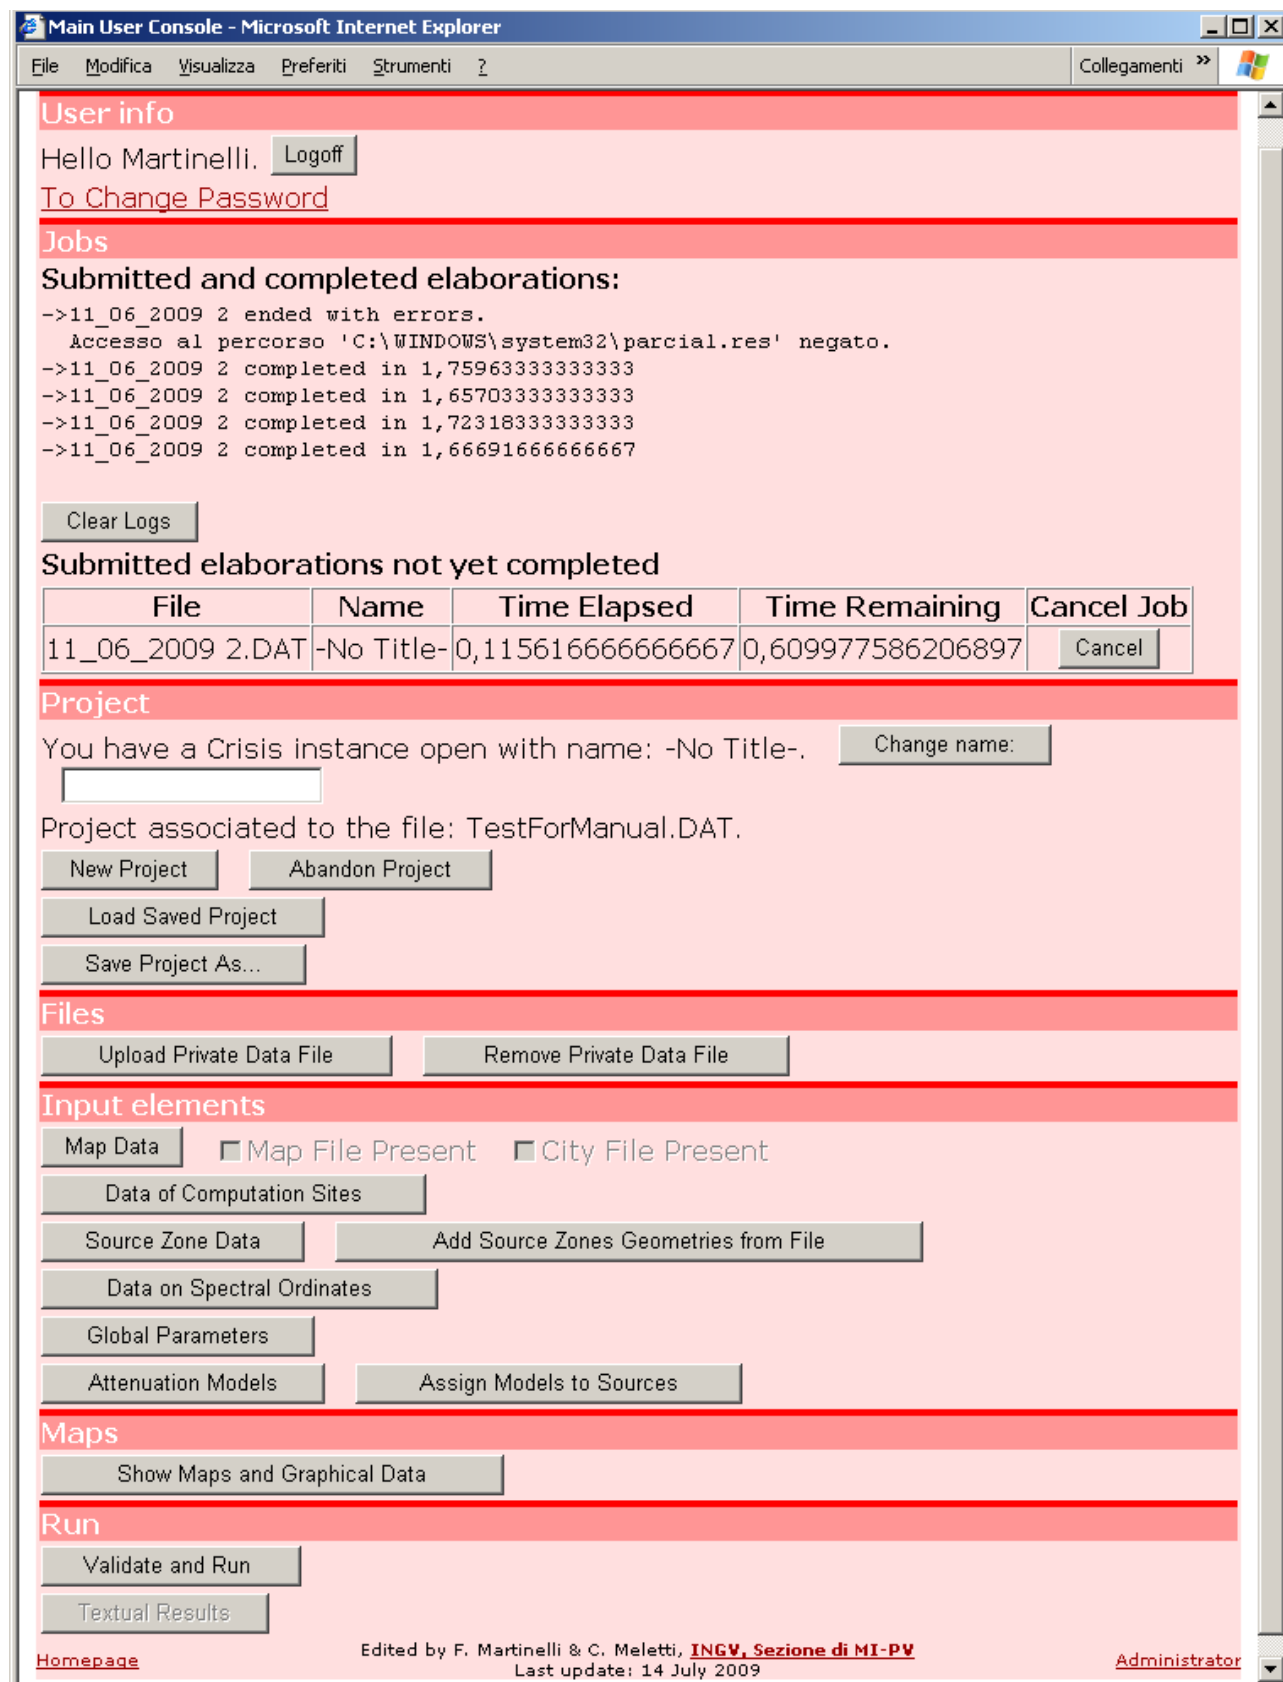 Main User Console - Microsoft Internet Explorer
File Modifica Visualizza Preferiti Strumenti ? Collegamenti »
User info
Hello Martinelli. Logoff
To Change Password
Jobs
Submitted and completed elaborations:
->11_06_2009 2 ended with errors.
Accesso al percorso 'C:\WINDOWS\system32\parcial.res' negato.
->11_06_2009 2 completed in 1,75963333333333
->11_06_2009 2 completed in 1,65703333333333
->11_06_2009 2 completed in 1,72318333333333
->11_06_2009 2 completed in 1,66691666666667
Clear Logs
Submitted elaborations not yet completed
File Name Time Elapsed Time Remaining Cancel Job
11_06_2009 2.DAT -No Title- 0,115616666666667 0,609977586206897 Cancel
Project
You have a Crisis instance open with name: -No Title-. Change name:
Project associated to the file: TestForManual.DAT.
New Project Abandon Project
Load Saved Project
Save Project As...
Files
Upload Private Data File Remove Private Data File
Input elements
Map Data Map File Present City File Present
Data of Computation Sites
Source Zone Data Add Source Zones Geometries from File
Data on Spectral Ordinates
Global Parameters
Attenuation Models Assign Models to Sources
Maps
Show Maps and Graphical Data
Run
Validate and Run
Textual Results
Homepage Edited by F. Martinelli & C. Meletti, INGV, Sezione di MI-PV Administrator
Last update: 14 July 2009